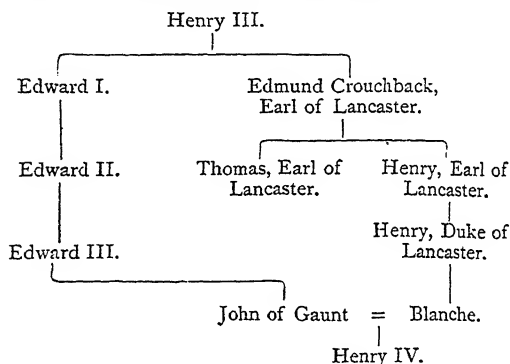 Henry III.
Edward I.
Edmund Crouchback,
Earl of Lancaster.
Edward II.
Thomas, Earl of
Lancaster.
Henry, Earl of
Lancaster.
Henry, Duke of
Lancaster.
Edward III.
John of Gaunt = Blanche.
Henry IV.